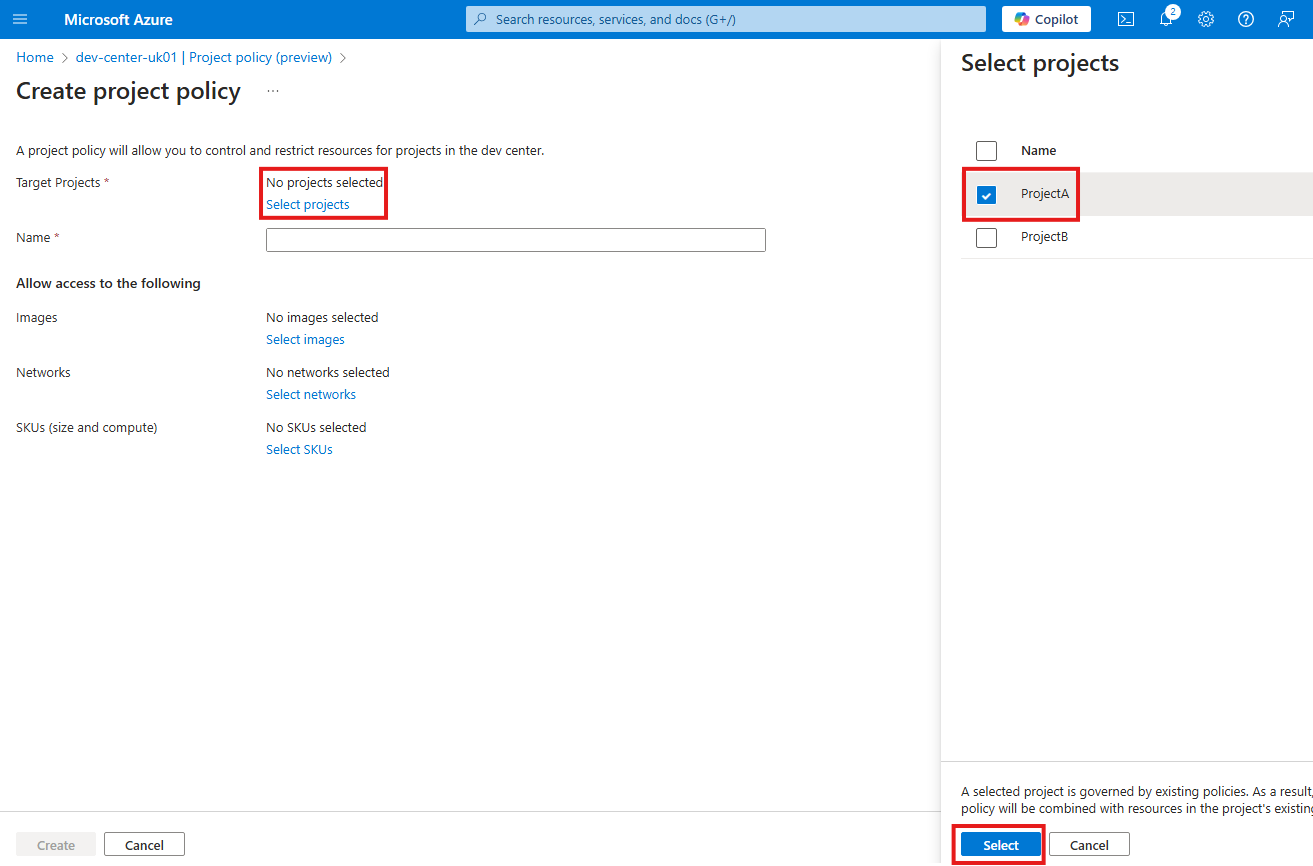 Microsoft Azure
Search resources, services, and docs (G+/)
Copilot
2
Home > dev-center-uk01 | Project policy (preview) >
Create project policy ...
A project policy will allow you to control and restrict resources for projects in the dev center.
Target Projects *
No projects selected
Select projects
Name *
Allow access to the following
Images
No images selected
Select images
Networks
No networks selected
Select networks
SKUs (size and compute)
No SKUs selected
Select SKUs
Create
Cancel
Select projects
Name
ProjectA
ProjectB
A selected project is governed by existing policies. As a result,
policy will be combined with resources in the project's existing
Select
Cancel